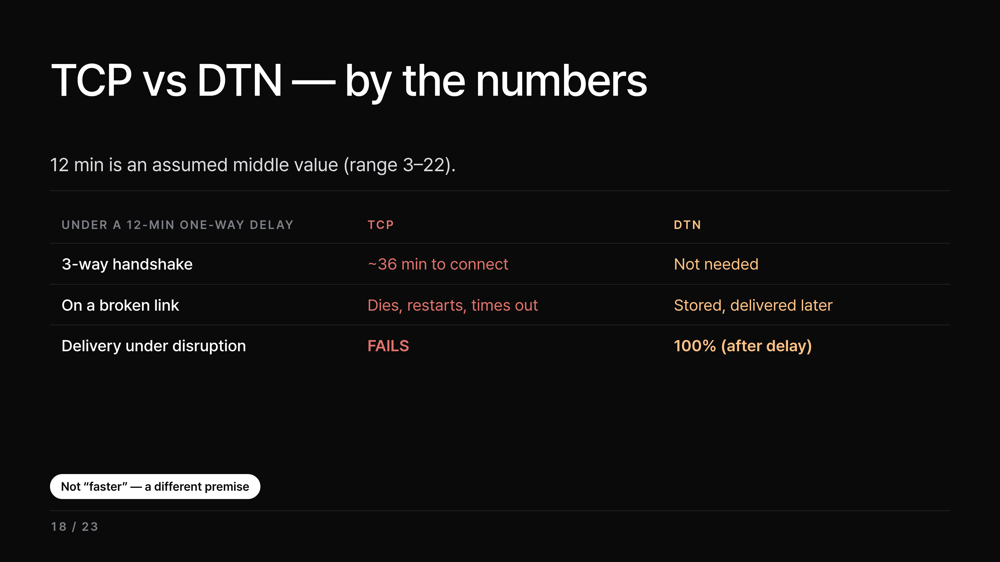 TCP vs DTN — by the numbers
12 min is an assumed middle value (range 3–22).
UNDER A 12-MIN ONE-WAY DELAY TCP DTN
3-way handshake ~36 min to connect Not needed
On a broken link Dies, restarts, times out Stored, delivered later
Delivery under disruption FAILS 100% (after delay)
Not “faster” — a different premise
18 / 23